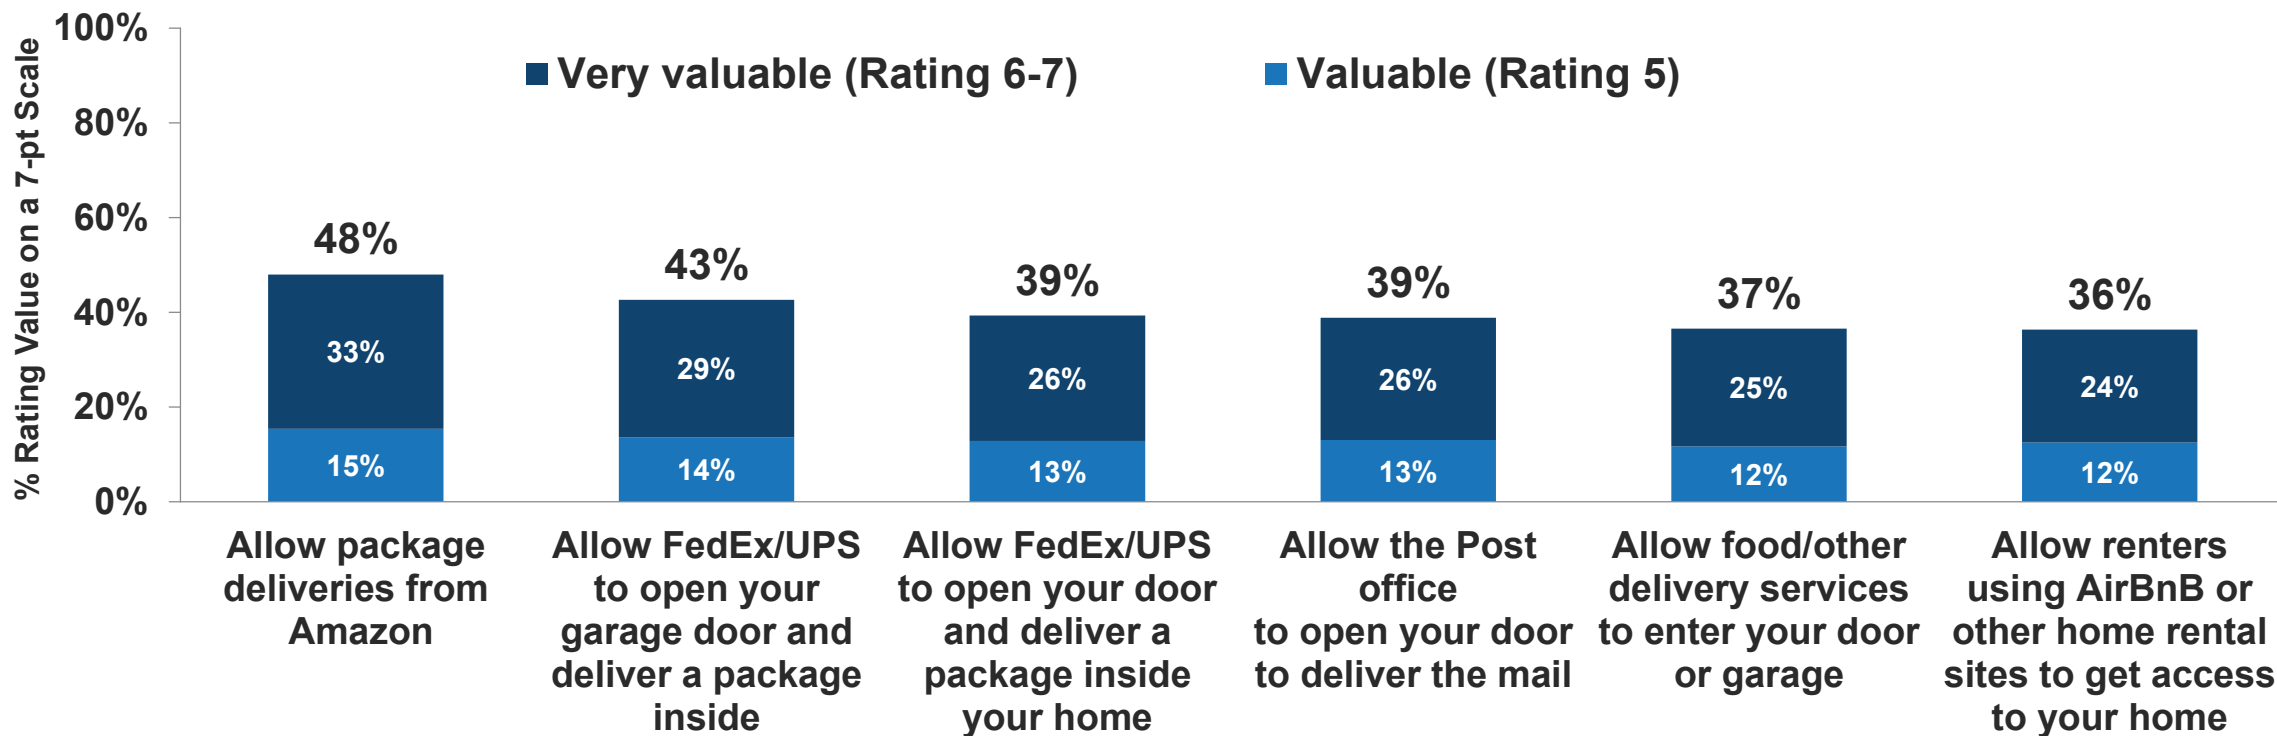 % Rating Value on a 7-pt Scale
100%
80%
60%
40%
20%
0%
Very valuable (Rating 6-7)
Valuable (Rating 5)
48%
33%
15%
43%
29%
14%
39%
26%
13%
39%
26%
13%
37%
25%
12%
36%
24%
12%
Allow package
deliveries from
Amazon
Allow FedEx/UPS
to open your
garage door and
deliver a package
inside
Allow FedEx/UPS
to open your door
and deliver a
package inside
your home
Allow the Post
office
to open your door
to deliver the mail
Allow food/other
delivery services
to enter your door
or garage
Allow renters
using AirBnB or
other home rental
sites to get access
to your home